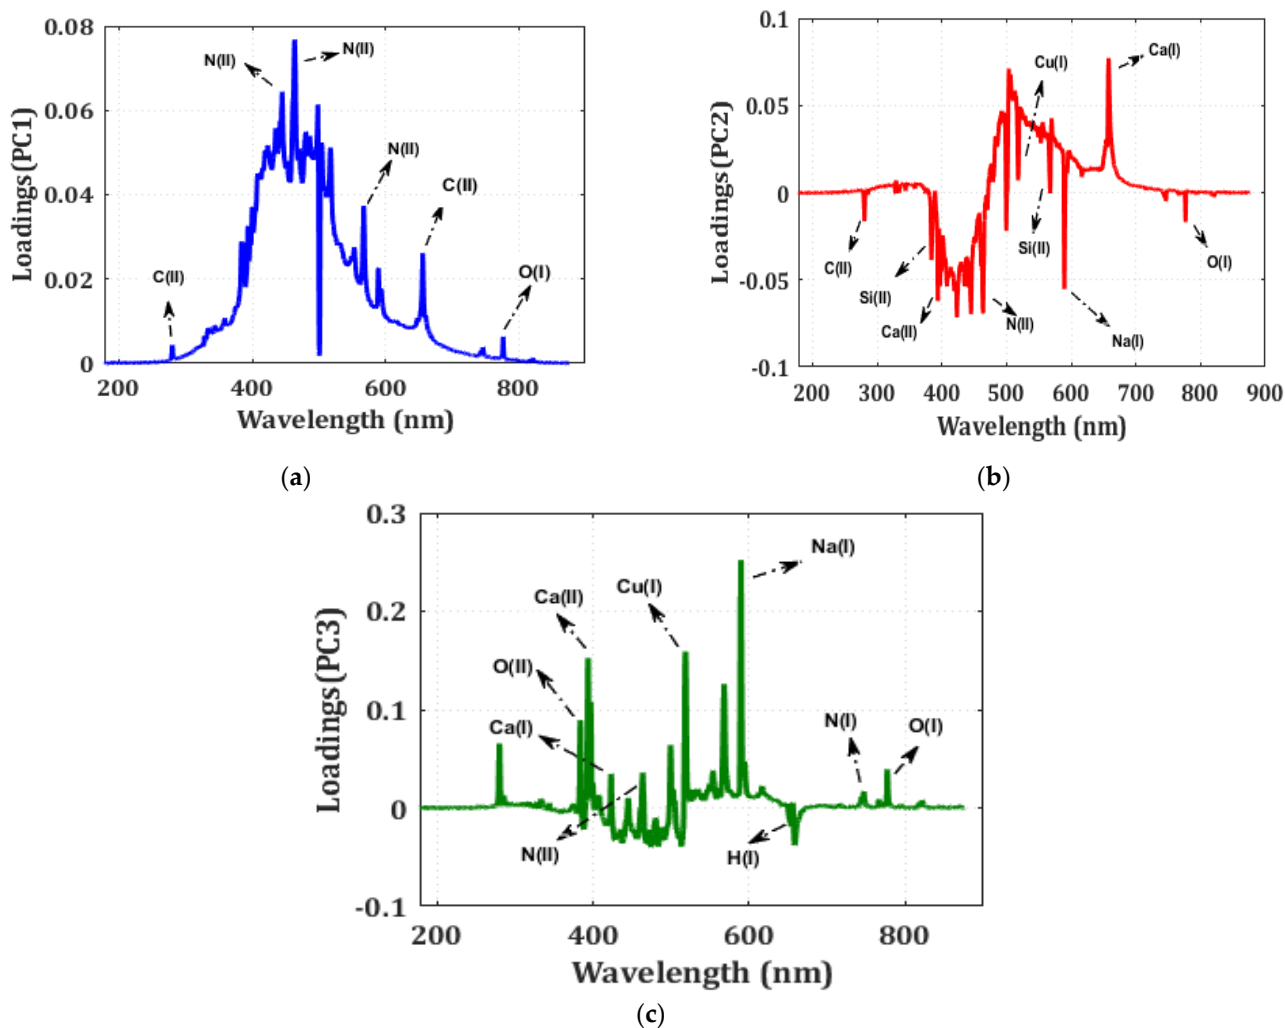 0.08
0.06
0.04
0.02
0
Loadings(PC1)
N(II)
N(II)
N(II)
C(II)
C(II)
O(I)
200 400 600 800
Wavelength (nm)
(a)
0.1
0.05
0
-0.05
-0.1
Loadings(PC2)
Cu(I)
Ca(I)
C(II)
Si(II)
Si(II)
Ca(II)
N(II)
Na(I)
O(I)
200 300 400 500 600 700 800 900
Wavelength (nm)
(b)
0.3
0.2
0.1
0
-0.1
Loadings(PC3)
Na(I)
Cu(I)
Ca(II)
O(II)
Ca(I)
N(I)
O(I)
N(II)
H(I)
200 400 600 800
Wavelength (nm)
(c)